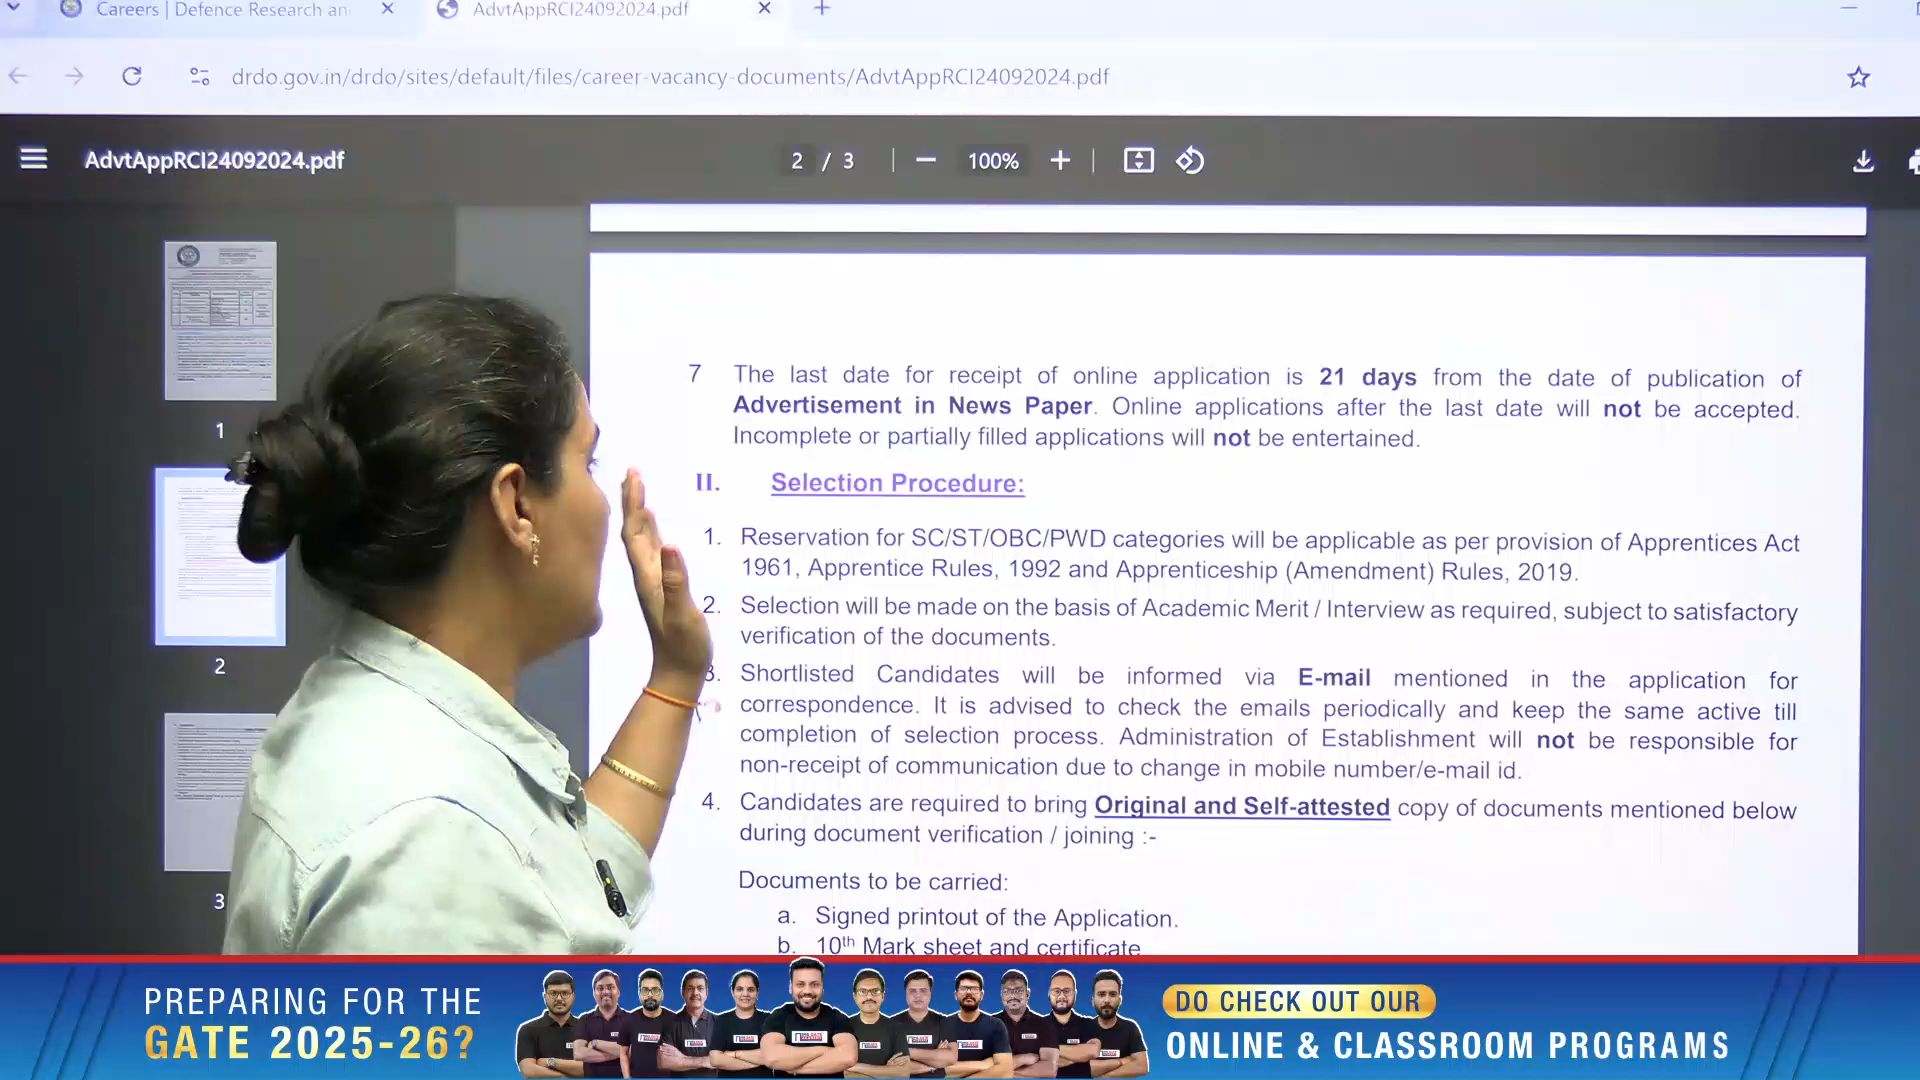 Careers | Defence Research an
AdvtAppRCI24092024.pdf
drdo.gov.in/drdo/sites/default/files/career-vacancy-documents/AdvtAppRCI24092024.pdf
AdvtAppRCI24092024.pdf
2 / 3
100%
1
2
3
7 The last date for receipt of online application is 21 days from the date of publication of
Advertisement in News Paper. Online applications after the last date will not be accepted.
Incomplete or partially filled applications will not be entertained.
II. Selection Procedure:
1. Reservation for SC/ST/OBC/PWD categories will be applicable as per provision of Apprentices Act
1961, Apprentice Rules, 1992 and Apprenticeship (Amendment) Rules, 2019.
2. Selection will be made on the basis of Academic Merit / Interview as required, subject to satisfactory
verification of the documents.
3. Shortlisted Candidates will be informed via E-mail mentioned in the application for
correspondence. It is advised to check the emails periodically and keep the same active till
completion of selection process. Administration of Establishment will not be responsible for
non-receipt of communication due to change in mobile number/e-mail id.
4. Candidates are required to bring Original and Self-attested copy of documents mentioned below
during document verification / joining :-
Documents to be carried:
a. Signed printout of the Application.
b. 10th Mark sheet and certificate
PREPARING FOR THE
GATE 2025-26?
DO CHECK OUT OUR
ONLINE & CLASSROOM PROGRAMS